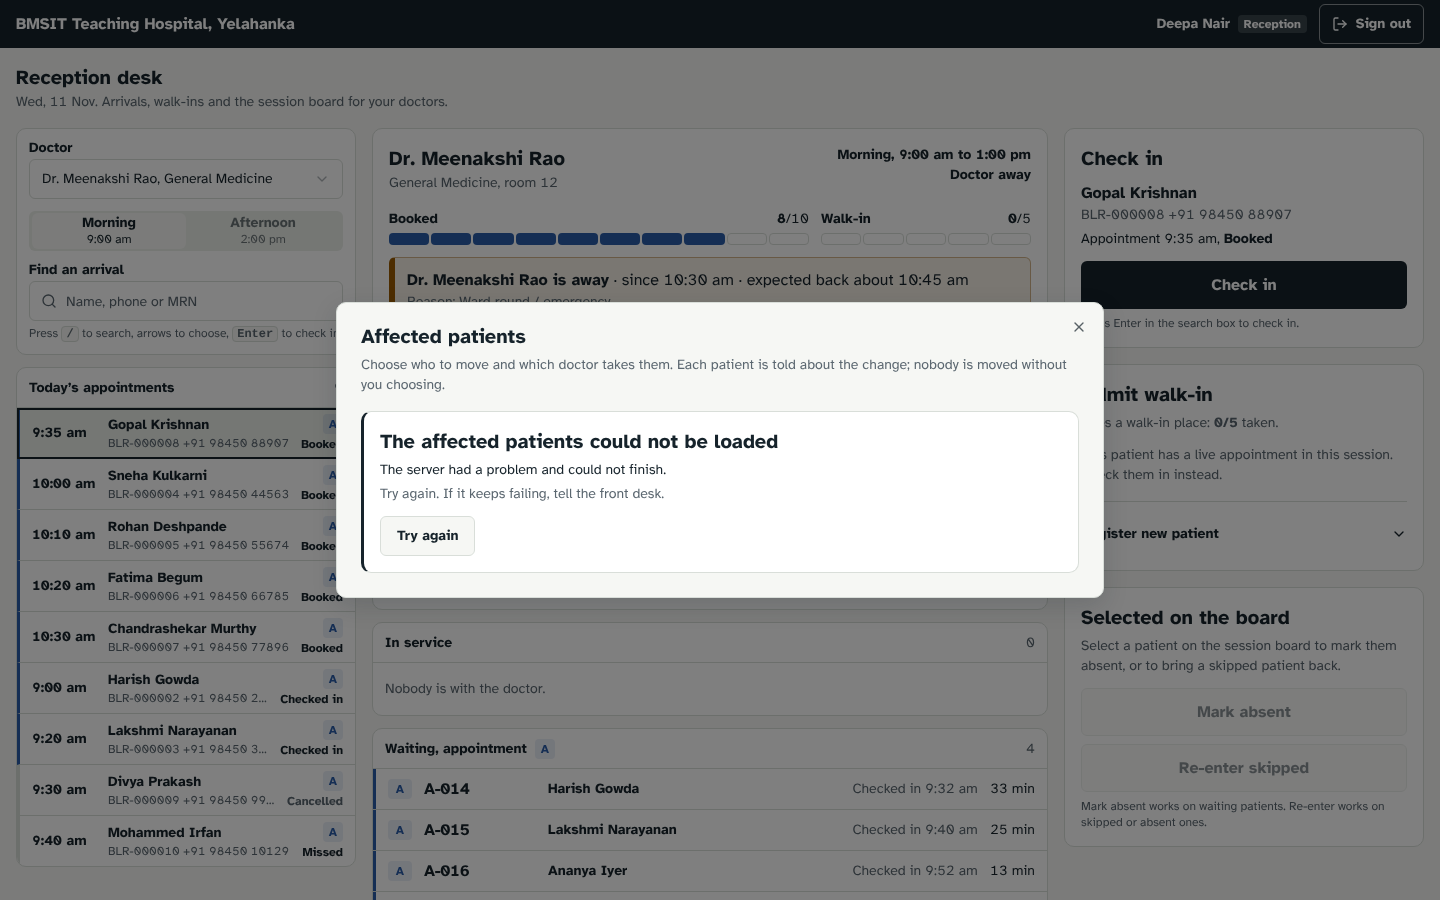 BMSIT Teaching Hospital, Yelahanka
Deepa Nair Reception Sign out
Reception desk
Wed, 11 Nov. Arrivals, walk-ins and the session board for your doctors.
Doctor
Dr. Meenakshi Rao, General Medicine
Morning
9:00 am
Afternoon
2:00 pm
Find an arrival
Name, phone or MRN
Press / to search, arrows to choose, Enter to check in
Today's appointments
9:35 am Gopal Krishnan A
BLR-000008 +91 98450 88907 Booked
10:00 am Sneha Kulkarni A
BLR-000004 +91 98450 44563 Booked
10:10 am Rohan Deshpande A
BLR-000005 +91 98450 55674 Booked
10:20 am Fatima Begum A
BLR-000006 +91 98450 66785 Booked
10:30 am Chandrashekar Murthy A
BLR-000007 +91 98450 77896 Booked
9:00 am Harish Gowda A
BLR-000002 +91 98450 2... Checked in
9:20 am Lakshmi Narayanan A
BLR-000003 +91 98450 3... Checked in
9:30 am Divya Prakash A
BLR-000009 +91 98450 99... Cancelled
9:40 am Mohammed Irfan A
BLR-000010 +91 98450 10129 Missed
Dr. Meenakshi Rao
General Medicine, room 12
Morning, 9:00 am to 1:00 pm
Doctor away
Booked 8/10 Walk-in 0/5
Dr. Meenakshi Rao is away · since 10:30 am · expected back about 10:45 am
Reason: Ward round / emergency
Affected patients
Choose who to move and which doctor takes them. Each patient is told about the change; nobody is moved without
you choosing.
The affected patients could not be loaded
The server had a problem and could not finish.
Try again. If it keeps failing, tell the front desk.
Try again
In service 0
Nobody is with the doctor.
Waiting, appointment A 4
A A-014 Harish Gowda Checked in 9:32 am 33 min
A A-015 Lakshmi Narayanan Checked in 9:40 am 25 min
A A-016 Ananya Iyer Checked in 9:52 am 13 min
Check in
Gopal Krishnan
BLR-000008 +91 98450 88907
Appointment 9:35 am, Booked
Check in
Enter in the search box to check in.
walk-in
a walk-in place: 0/5 taken.
patient has a live appointment in this session.
them in instead.
new patient
Selected on the board
Select a patient on the session board to mark them
absent, or to bring a skipped patient back.
Mark absent
Re-enter skipped
Mark absent works on waiting patients. Re-enter works on
skipped or absent ones.